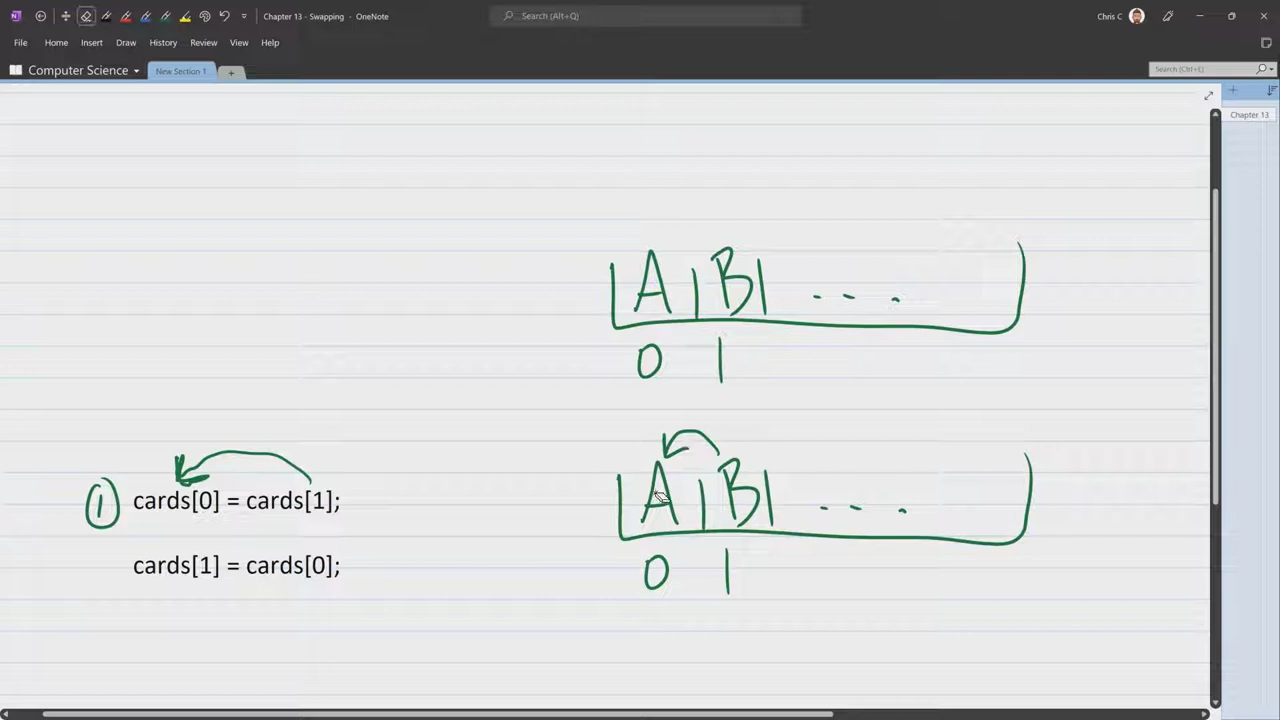 Chapter 13 - Swapping - OneNote
Search (Alt+Q)
Chris C
File Home Insert Draw History Review View Help
Computer Science
New Section 1
+
Search (Ctrl+E)
Chapter 13
A B . . .
0 1
A B . . .
0 1
1 cards[0] = cards[1];
cards[1] = cards[0];